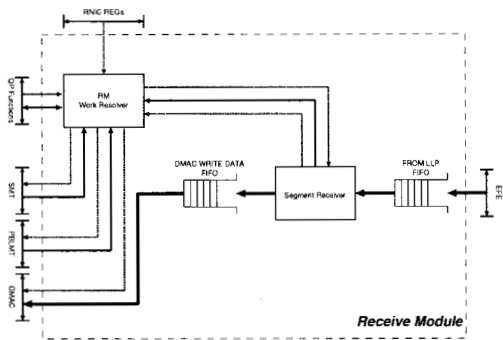 RNIC REGs
QP Functions
RM
Work Resolver
SMT
DMAC WRITE DATA
FIFO
FROM LLP
FIFO
Segment Receiver
EFE
PBLMT
DMAC
Receive Module